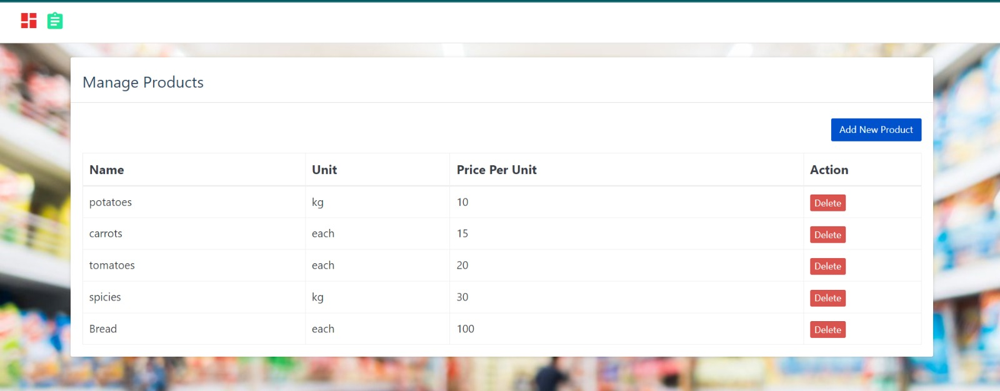 Manage Products
Add New Product
Name Unit Price Per Unit Action
potatoes kg 10 Delete
carrots each 15 Delete
tomatoes each 20 Delete
spicies kg 30 Delete
Bread each 100 Delete